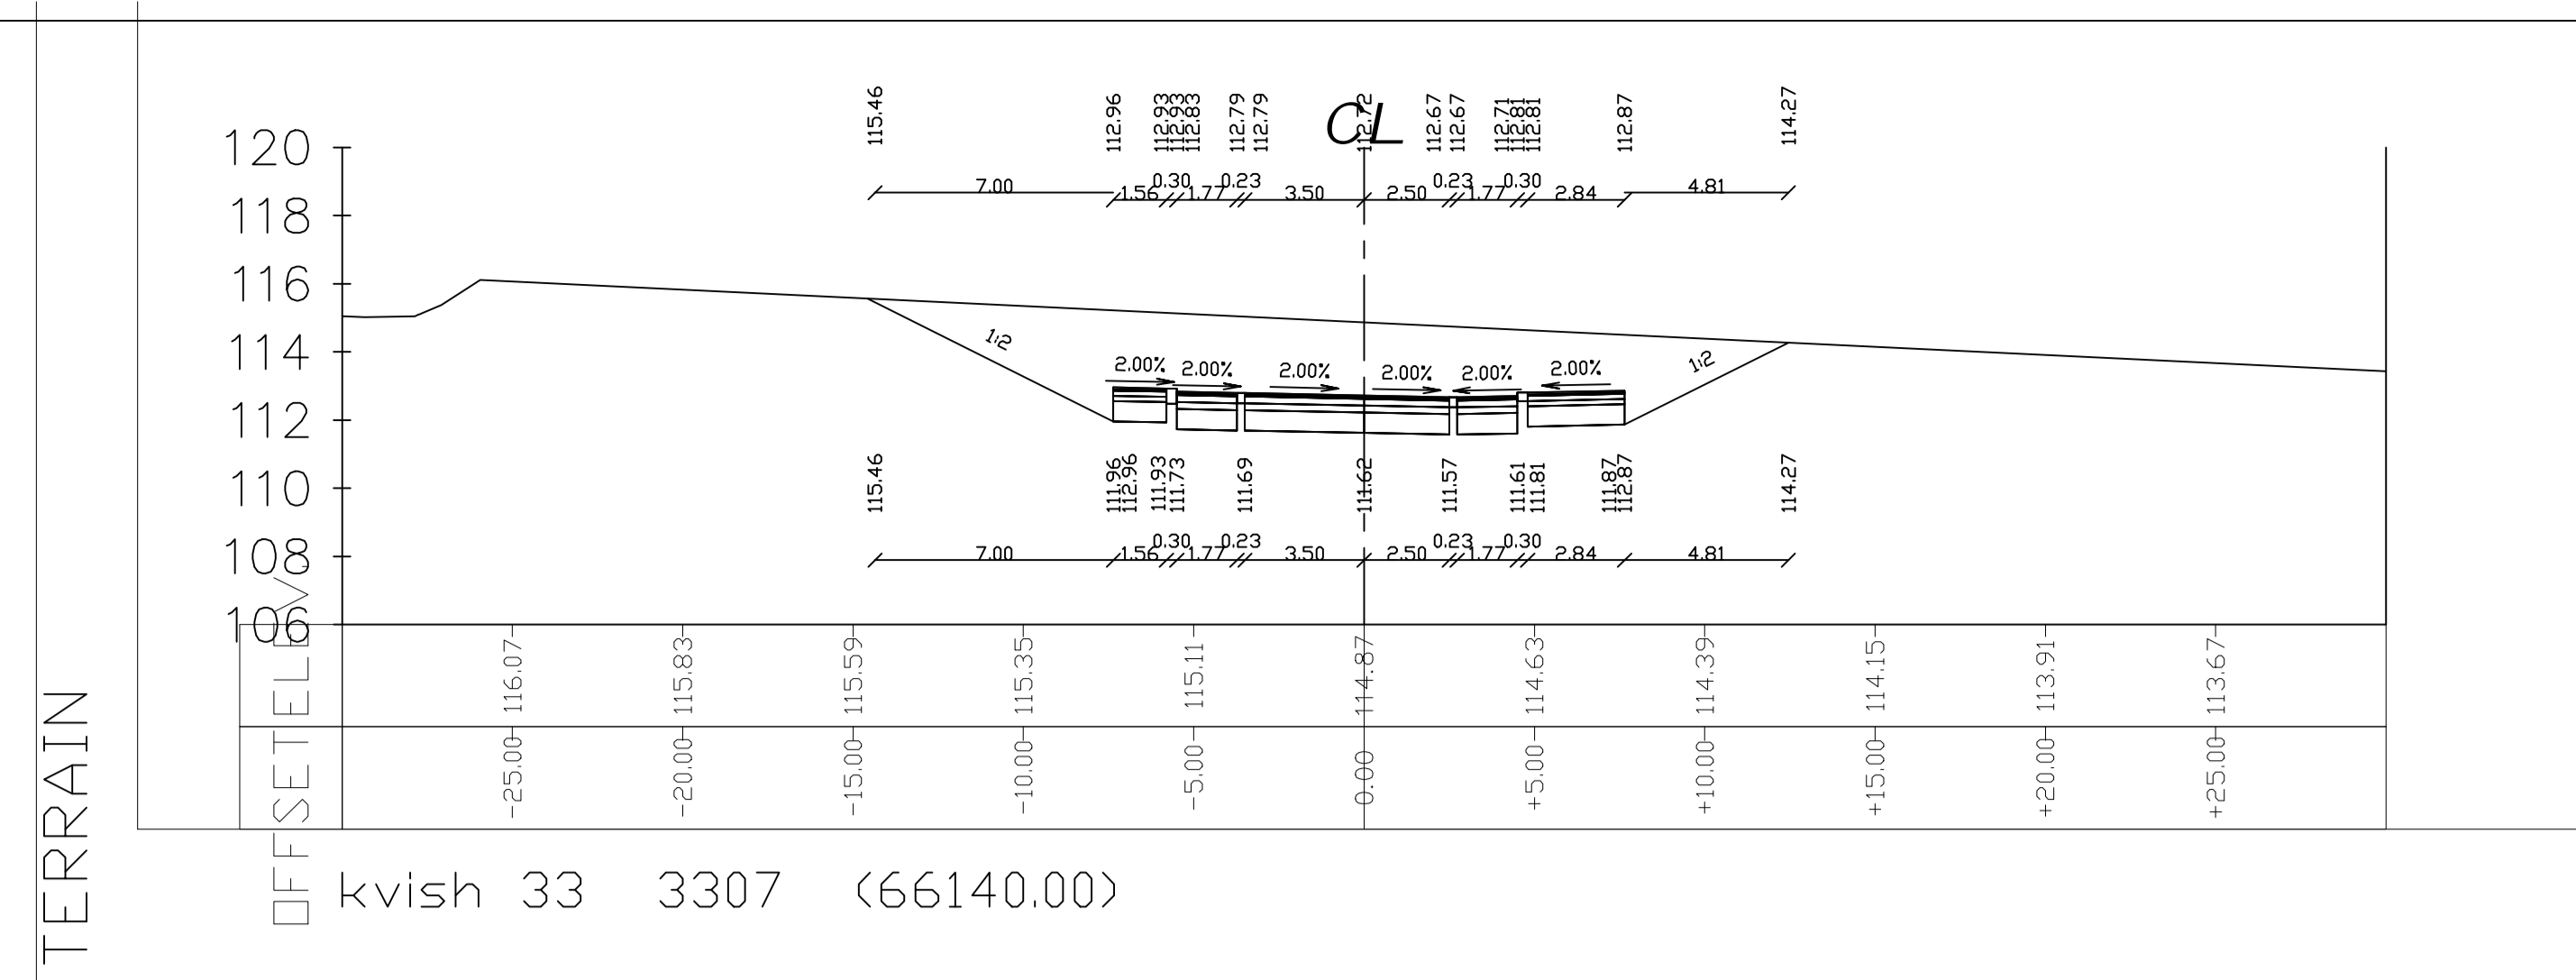 115.46 112.96 112.93 112.93 112.83 112.79 112.79 112.72 112.67 112.67 112.71 112.81 112.81 112.87 114.27
CL
7.00 1.56 0.30 1.77 0.23 3.50 2.50 0.23 1.77 0.30 2.84 4.81
120
118
116
114
112
110
108
106
1:2 2.00% 2.00% 2.00% 2.00% 2.00% 2.00% 1:2
115.46 111.96 112.96 111.93 111.73 111.69 111.62 111.57 111.61 111.81 111.87 112.87 114.27
7.00 1.56 0.30 1.77 0.23 3.50 2.50 0.23 1.77 0.30 2.84 4.81
TERRAIN
ELEV.
116.07 115.83 115.59 115.35 115.11 114.87 114.63 114.39 114.15 113.91 113.67
OFFSET
-25.00 -20.00 -15.00 -10.00 -5.00 0.00 +5.00 +10.00 +15.00 +20.00 +25.00
kvish 33 3307 (66140.00)